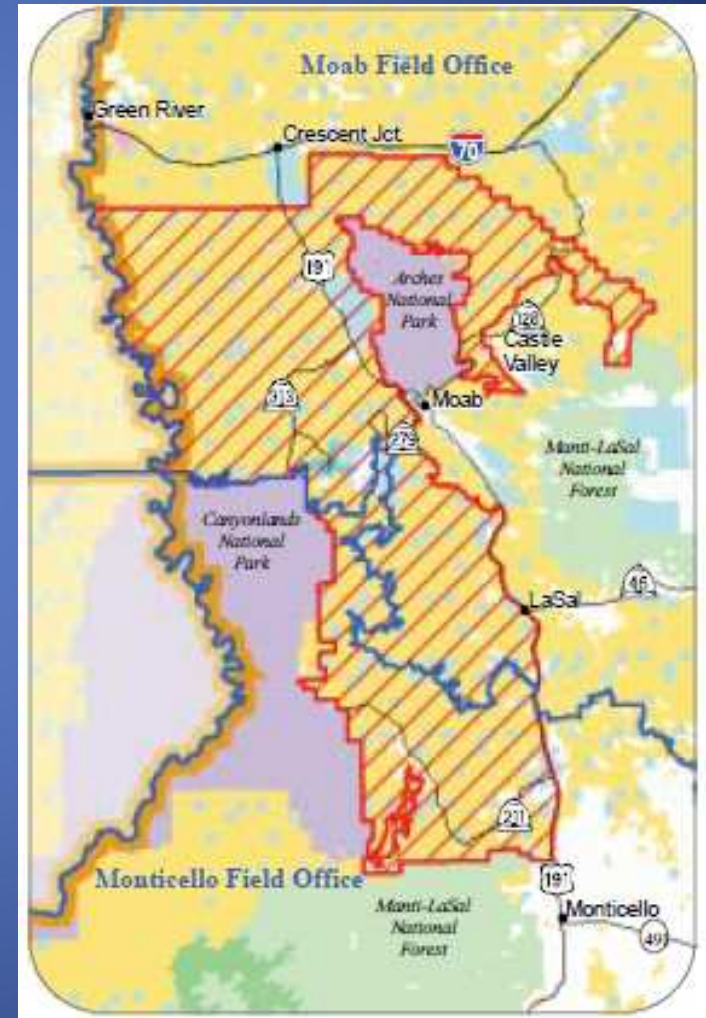 Moab Field Office
Green River
Crescent Jct.
70
191
Arches
National
Park
128
Castle
Valley
313
Moab
279
Manti-LaSal
National
Forest
Canyonlands
National
Park
46
LaSal
211
Monticello Field Office
191
Manti-LaSal
National
Forest
Monticello
491